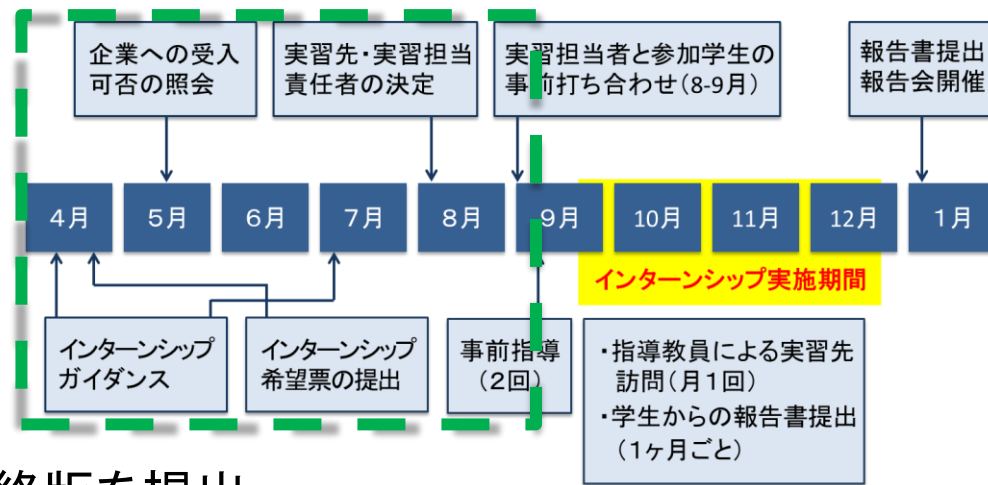 企業への受入
可否の照会
実習先・実習担当
責任者の決定
実習担当者と参加学生の
事前打ち合わせ(8-9月)
報告書提出
報告会開催
4月
5月
6月
7月
8月
9月
10月
11月
12月
1月
インターンシップ実施期間
インターンシップ
ガイダンス
インターンシップ
希望票の提出
事前指導
(2回)
・指導教員による実習先
訪問(月1回)
・学生からの報告書提出
(1ヶ月ごと)
終版を提出